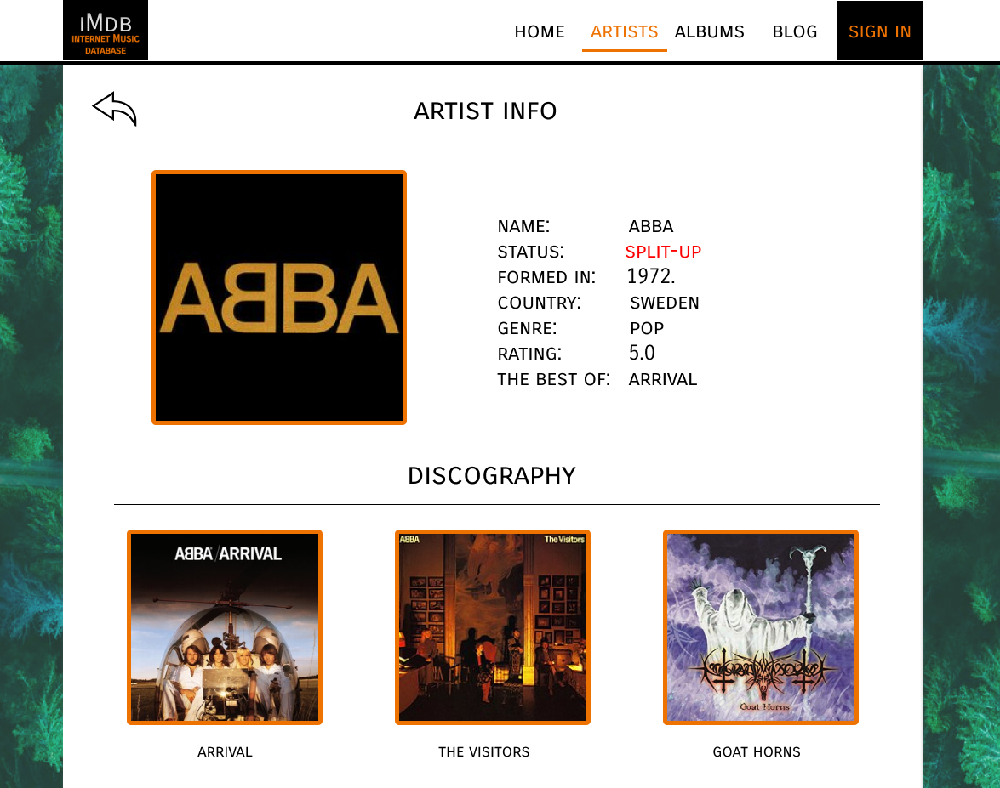 iMDB
INTERNET MUSIC
DATABASE
HOME ARTISTS ALBUMS BLOG SIGN IN
ARTIST INFO
ABBA
NAME: ABBA
STATUS: SPLIT-UP
FORMED IN: 1972.
COUNTRY: SWEDEN
GENRE: POP
RATING: 5.0
THE BEST OF: ARRIVAL
DISCOGRAPHY
ABBA/ARRIVAL
ABBA The Visitors
Goat Horns
ARRIVAL THE VISITORS GOAT HORNS